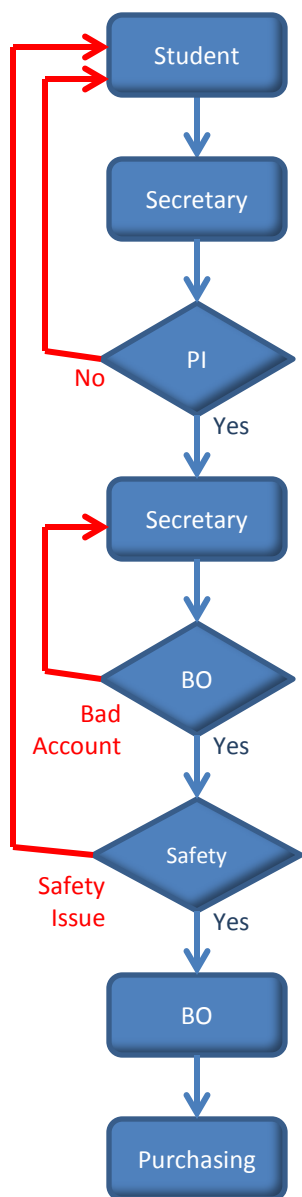 Student
Secretary
PI
No
Yes
Secretary
BO
Bad
Account
Yes
Safety
Safety
Issue
Yes
BO
Purchasing